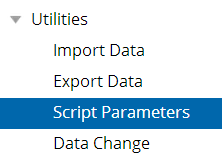 Utilities
Import Data
Export Data
Script Parameters
Data Change